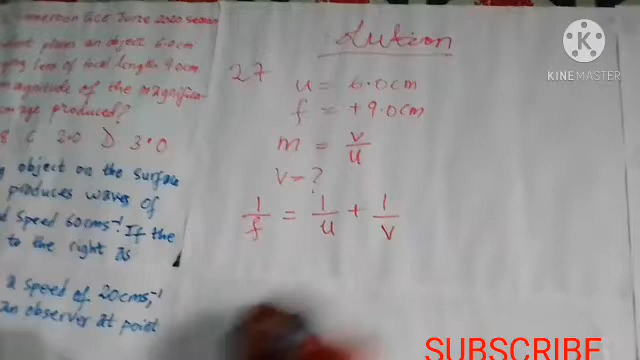 Cameroon GCE June 2020 session
places an object 6.0cm
lens of focal length 9.0cm
magnitude of the magnifica-
image produced?
8 C 2.0 D 3.0
object on the surface
produces waves of
speed 60cms⁻¹. If the
to the right as
a speed of 20cms⁻¹,
an observer at point
Solution
27
u = 6.0cm
f = +9.0cm
m = v/u
v = ?
1/f = 1/u + 1/v
K
KINEMASTER
SUBSCRIBE